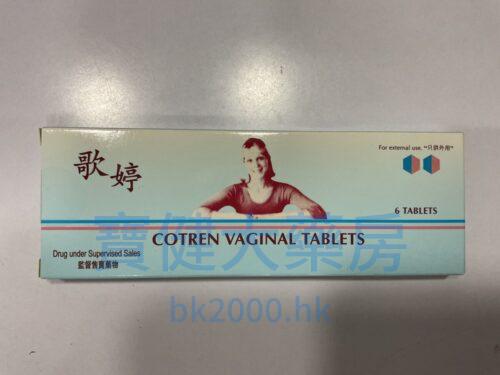 歌婷
For external use. "只供外用"
6 TABLETS
COTREN VAGINAL TABLETS
Drug under Supervised Sales
監督售賣藥物
寶健大藥房
bk2000.hk